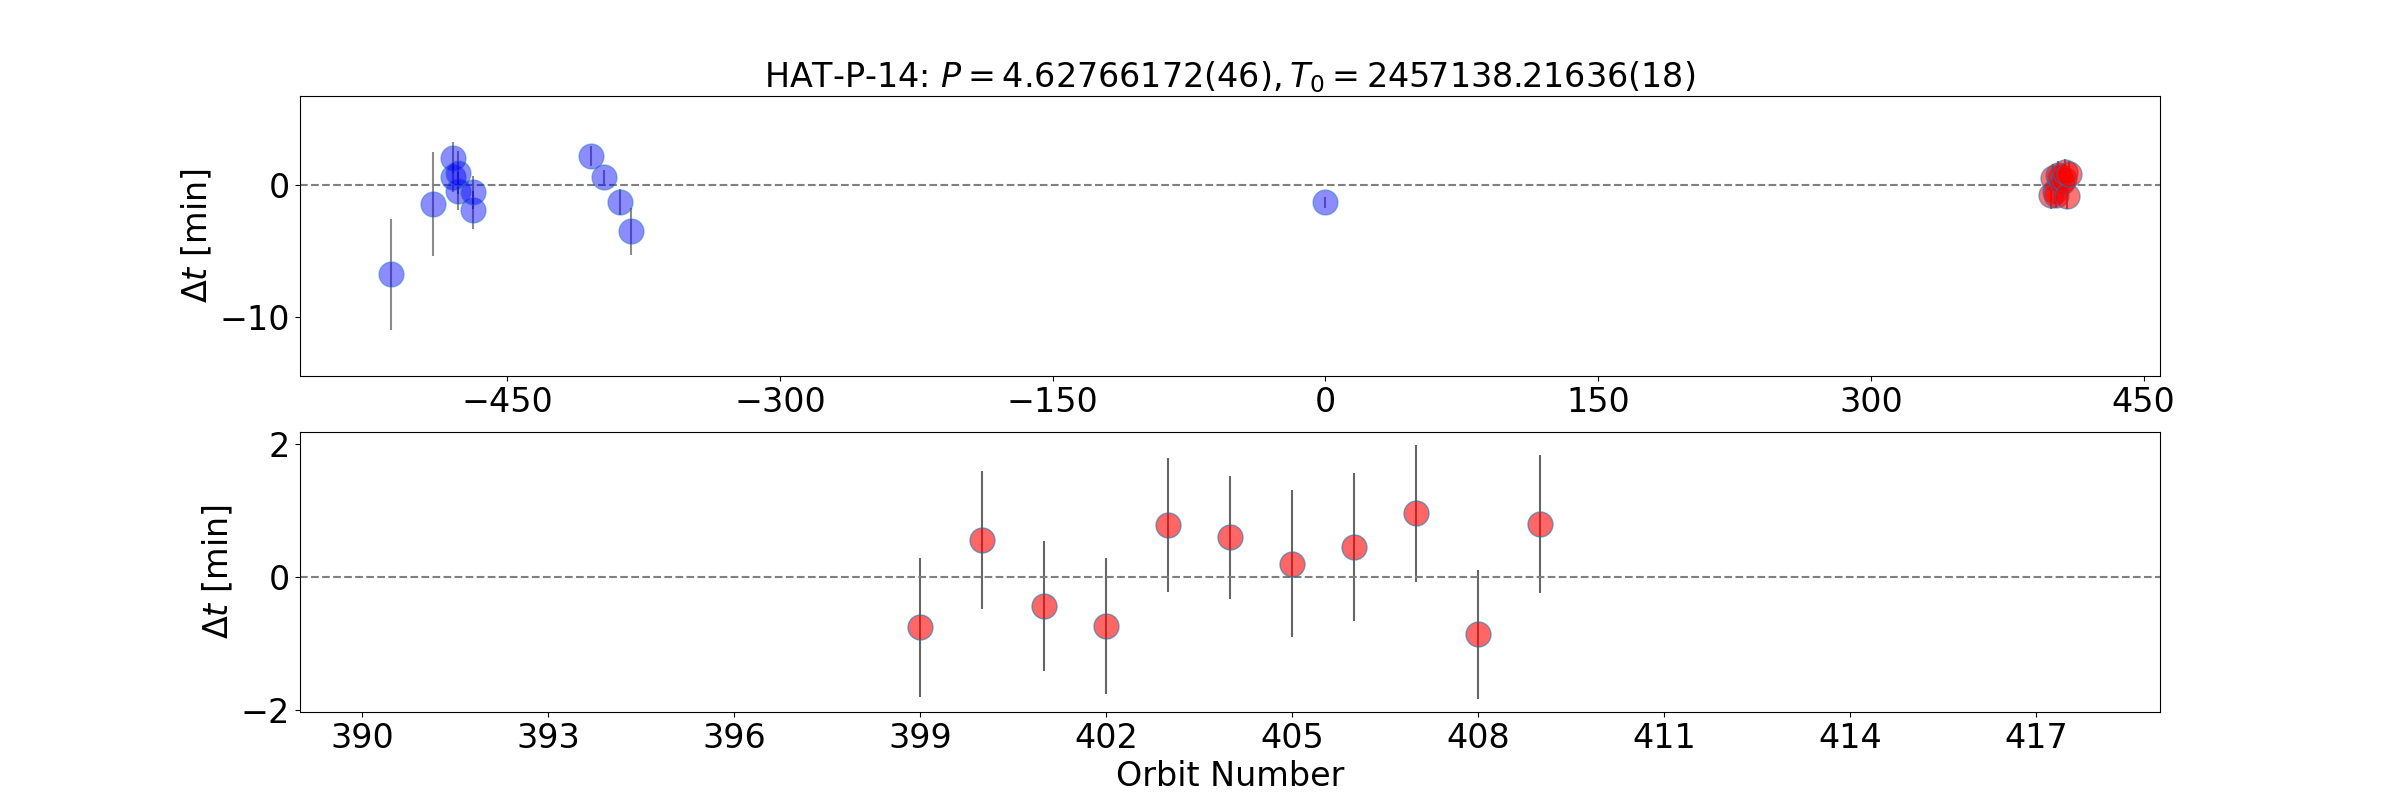 HAT-P-14: P = 4.62766172(46), T₀ = 2457138.21636(18)
Δt [min]
0
−10
−450 −300 −150 0 150 300 450
Δt [min]
2
0
−2
390 393 396 399 402 405 408 411 414 417
Orbit Number